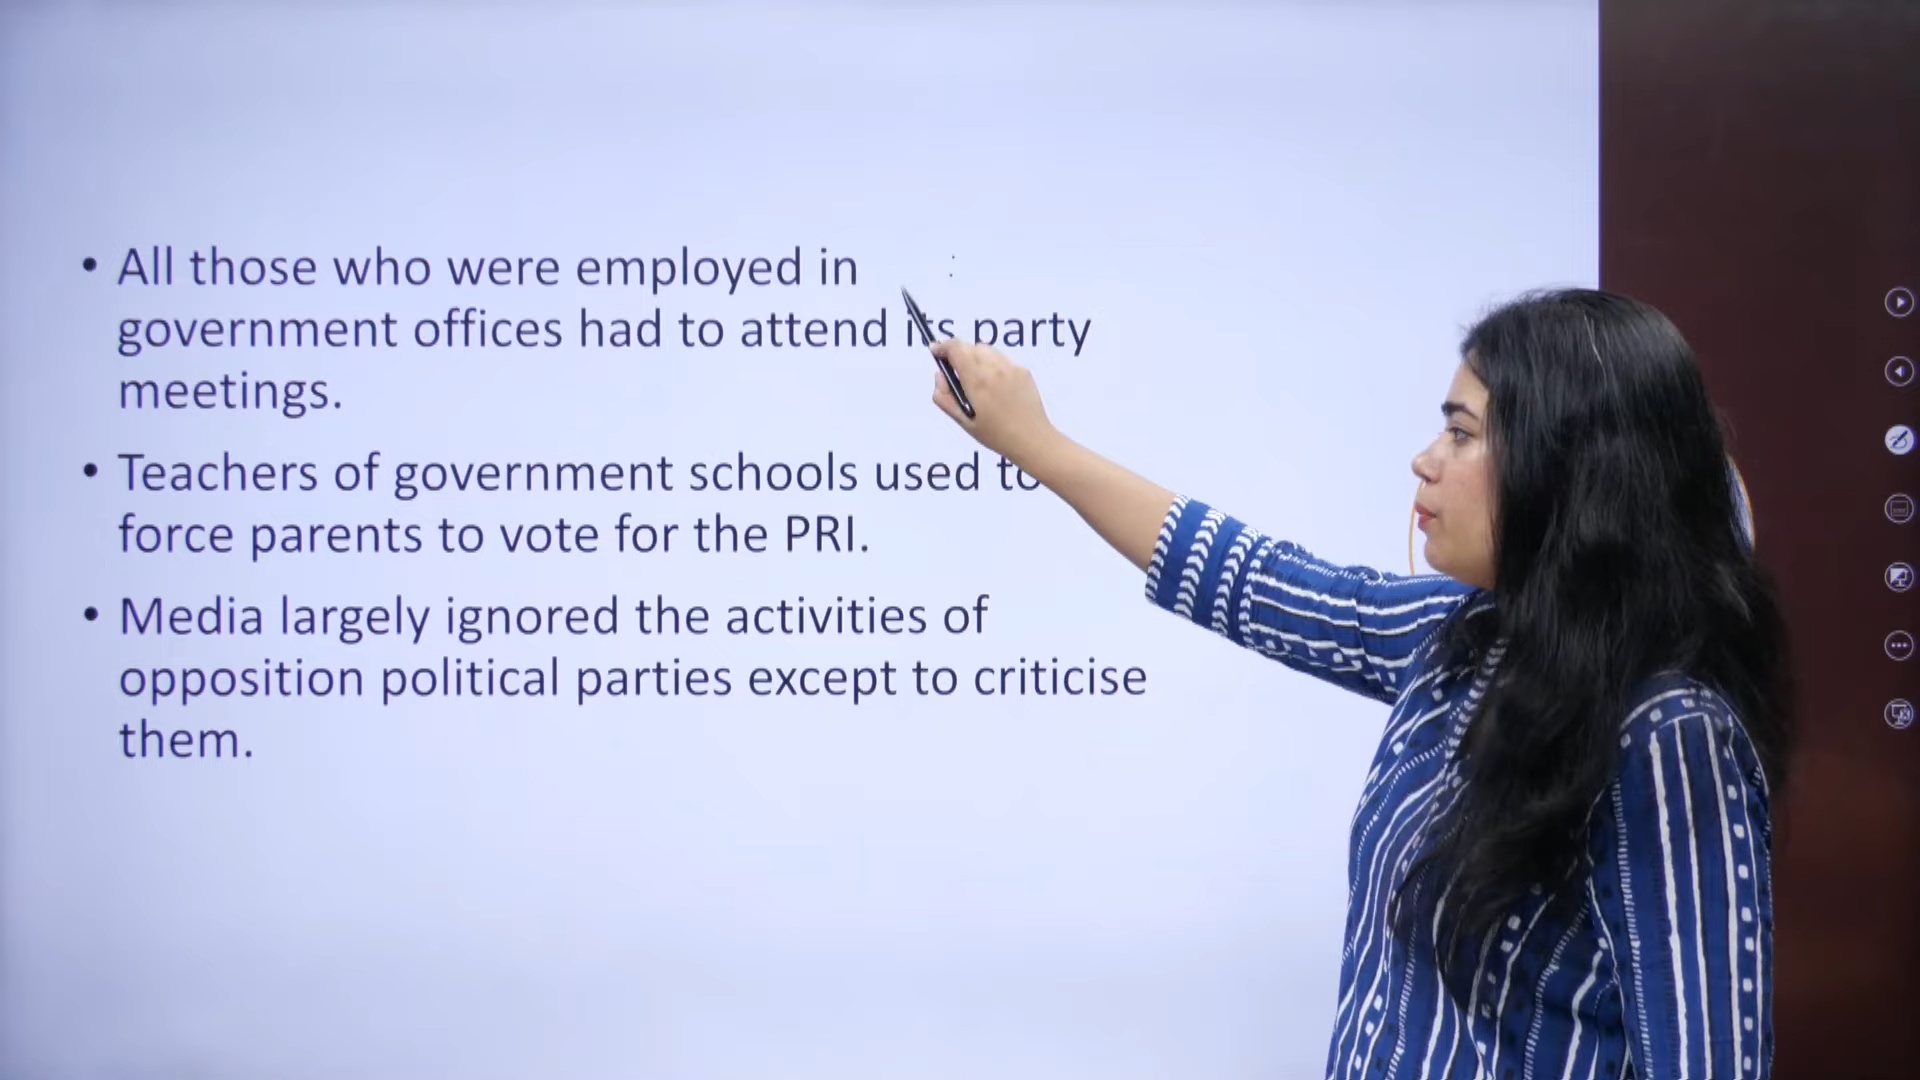 • All those who were employed in
government offices had to attend its party
meetings.
• Teachers of government schools used to
force parents to vote for the PRI.
• Media largely ignored the activities of
opposition political parties except to criticise
them.